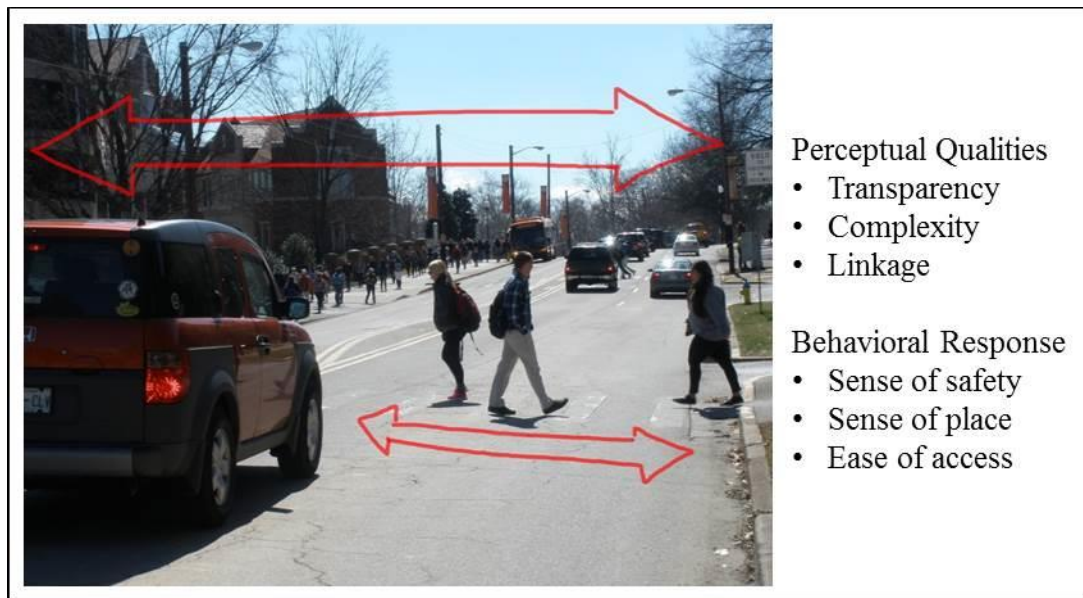 Perceptual Qualities
• Transparency
• Complexity
• Linkage
Behavioral Response
• Sense of safety
• Sense of place
• Ease of access